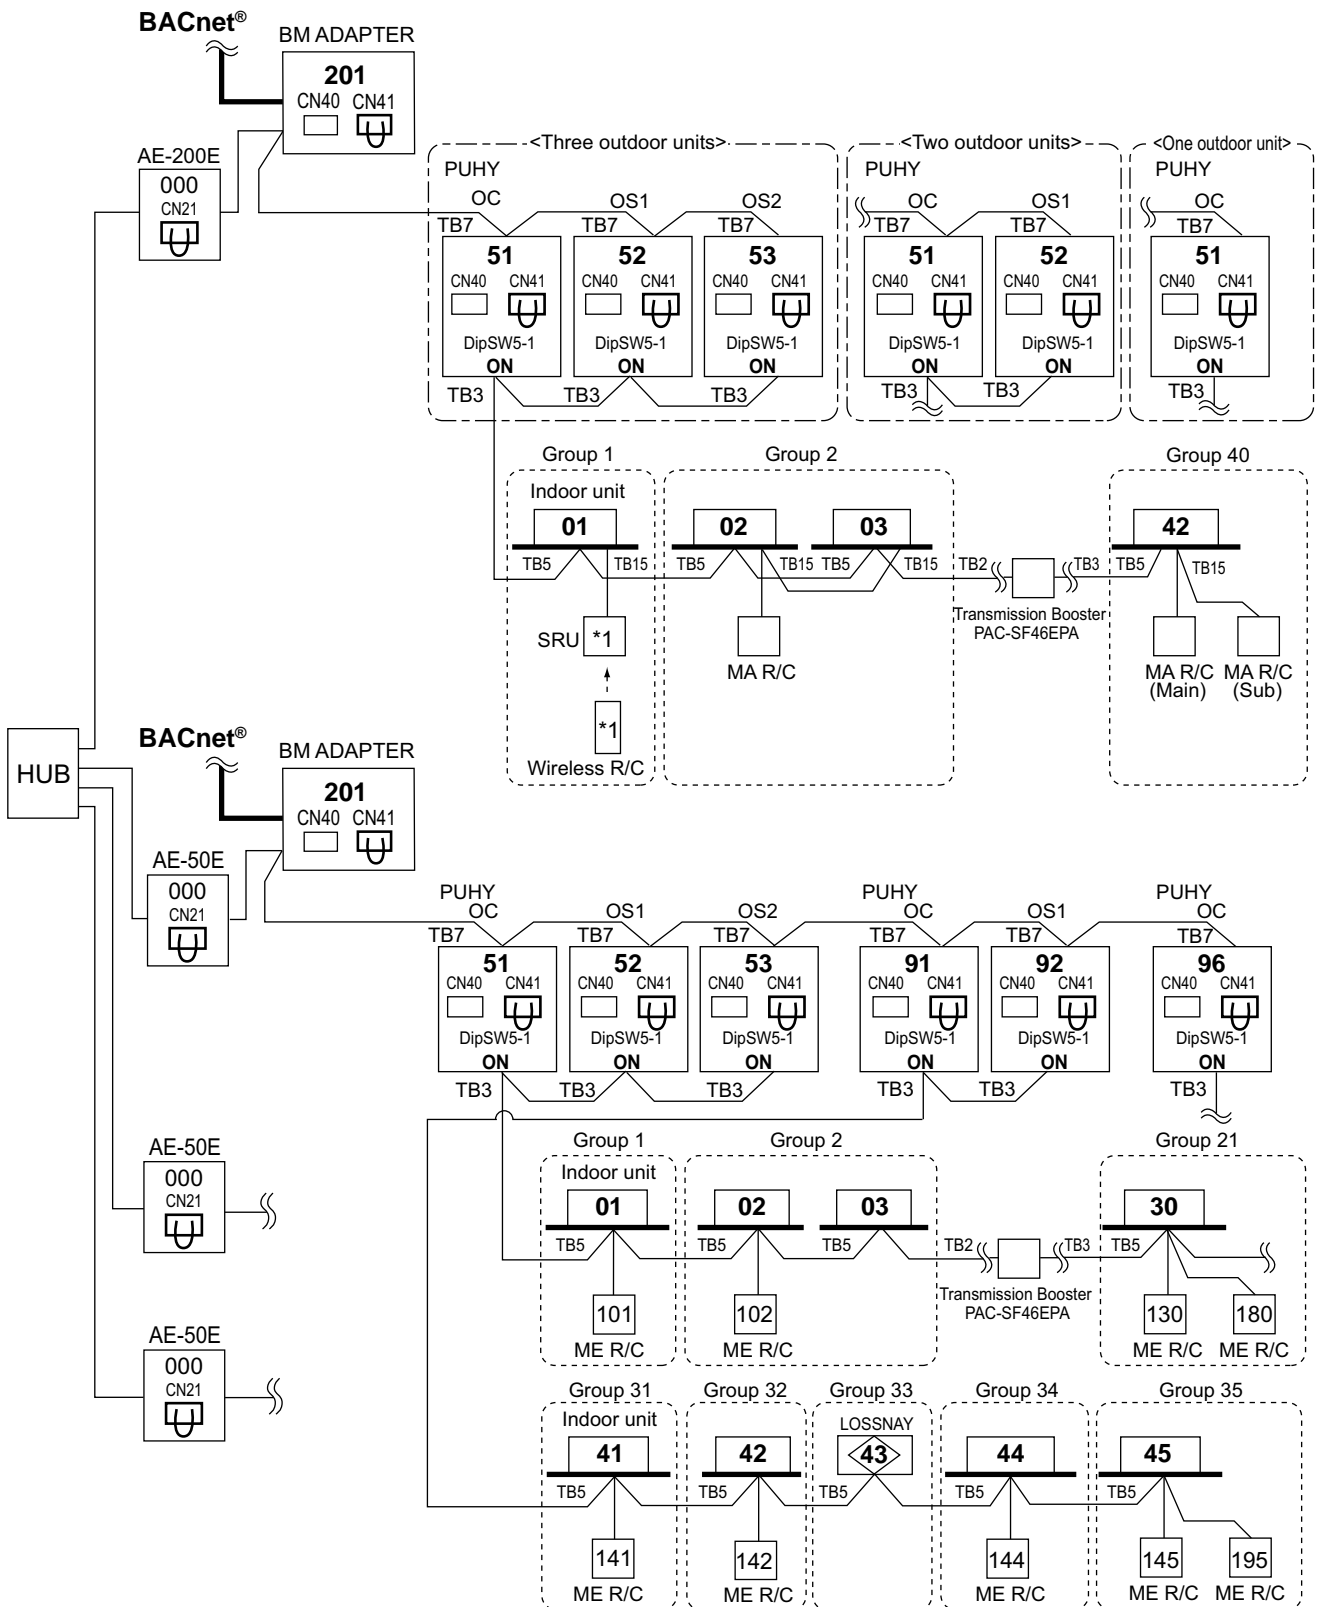 BACnet®
BM ADAPTER
201
CN40 CN41
AE-200E
000
CN21
<Three outdoor units> <Two outdoor units> <One outdoor unit>
PUHY PUHY PUHY
OC OS1 OS2 OC OS1 OC
TB7 TB7 TB7 TB7 TB7 TB7
51 52 53 51 52 51
CN40 CN41 CN40 CN41 CN40 CN41 CN40 CN41 CN40 CN41 CN40 CN41
DipSW5-1 DipSW5-1 DipSW5-1 DipSW5-1 DipSW5-1 DipSW5-1
ON ON ON ON ON ON
TB3 TB3 TB3 TB3 TB3 TB3
Group 1 Group 2 Group 40
Indoor unit
01 02 03 42
TB5 TB15 TB5 TB15 TB5 TB15 TB2 TB3 TB5 TB15
Transmission Booster
PAC-SF46EPA
SRU *1
MA R/C
MA R/C
(Main)
MA R/C
(Sub)
*1
Wireless R/C
HUB
BACnet®
BM ADAPTER
201
CN40 CN41
AE-50E
000
CN21
PUHY PUHY PUHY
OC OS1 OS2 OC OS1 OC
TB7 TB7 TB7 TB7 TB7 TB7
51 52 53 91 92 96
CN40 CN41 CN40 CN41 CN40 CN41 CN40 CN41 CN40 CN41 CN40 CN41
DipSW5-1 DipSW5-1 DipSW5-1 DipSW5-1 DipSW5-1 DipSW5-1
ON ON ON ON ON ON
TB3 TB3 TB3 TB3 TB3 TB3
AE-50E
000
CN21
Group 1 Group 2 Group 21
Indoor unit
01 02 03 30
TB5 TB5 TB5 TB2 TB3 TB5
Transmission Booster
PAC-SF46EPA
101 102 130 180
ME R/C ME R/C ME R/C ME R/C
AE-50E
000
CN21
Group 31 Group 32 Group 33 Group 34 Group 35
Indoor unit LOSSNAY
41 42 43 44 45
TB5 TB5 TB5 TB5 TB5
141 142 144 145 195
ME R/C ME R/C ME R/C ME R/C ME R/C